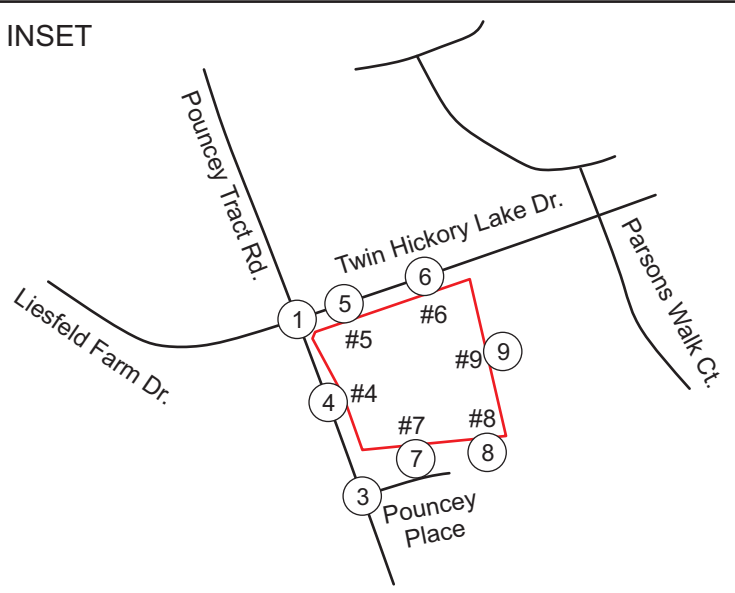 INSET
Pouncey Tract Rd.
Twin Hickory Lake Dr.
Parsons Walk Ct.
Liesfeld Farm Dr.
6
5
1
#6
#5
9
#9
4
#4
#7
#8
7
8
3
Pouncey
Place